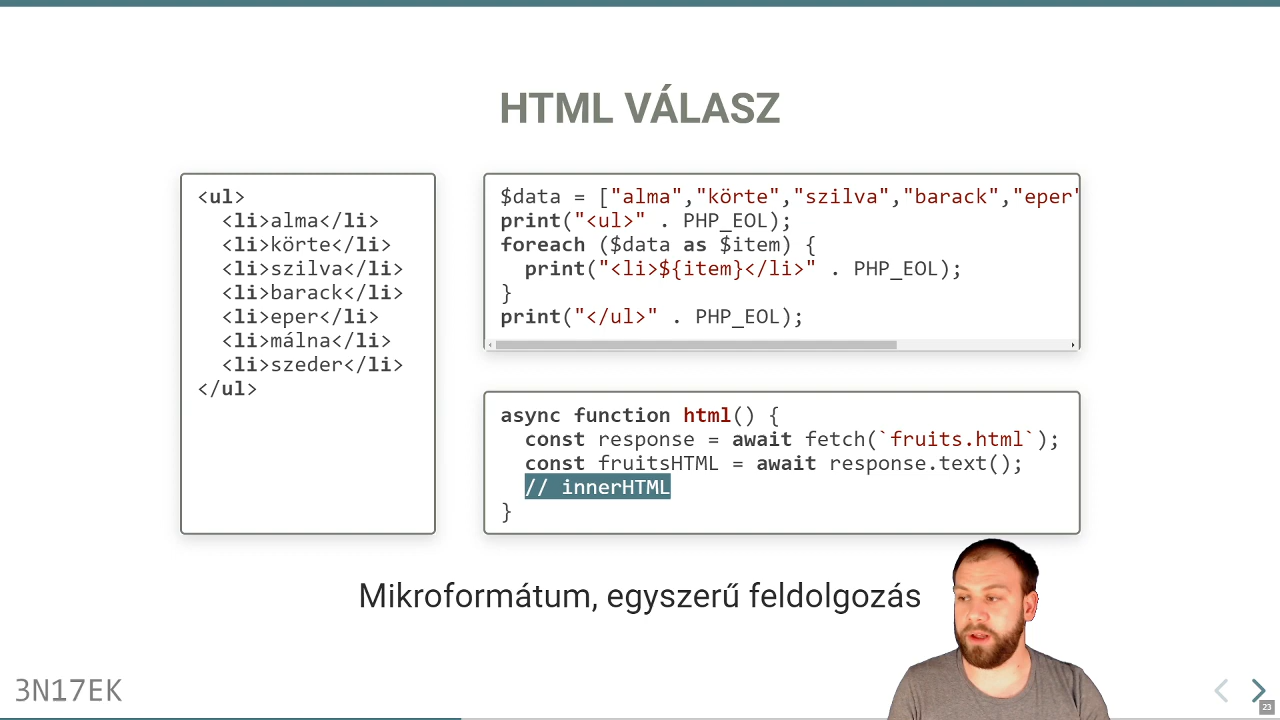 HTML VÁLASZ
<ul>
  <li>alma</li>
  <li>körte</li>
  <li>szilva</li>
  <li>barack</li>
  <li>eper</li>
  <li>málna</li>
  <li>szeder</li>
</ul>
$data = ["alma","körte","szilva","barack","eper"
print("<ul>" . PHP_EOL);
foreach ($data as $item) {
  print("<li>${item}</li>" . PHP_EOL);
}
print("</ul>" . PHP_EOL);
async function html() {
  const response = await fetch(`fruits.html`);
  const fruitsHTML = await response.text();
  // innerHTML
}
Mikroformátum, egyszerű feldolgozás
3N17EK
23